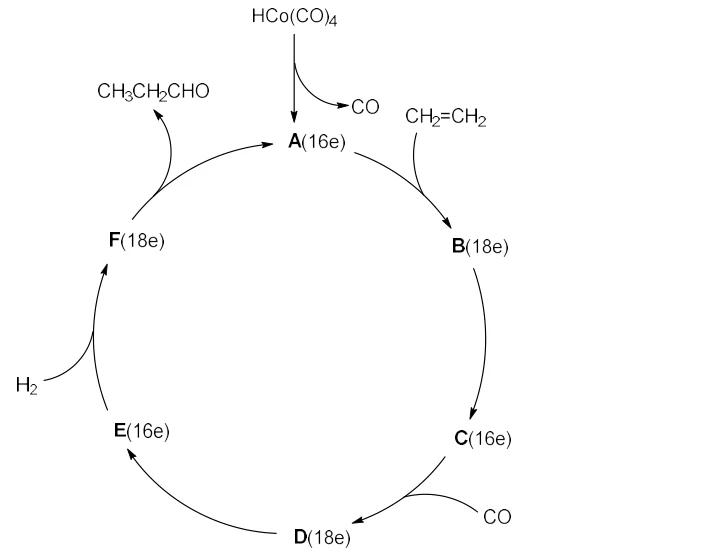 HCo(CO)4
CH3CH2CHO
CO
CH2=CH2
A(16e)
F(18e)
B(18e)
H2
E(16e)
C(16e)
CO
D(18e)